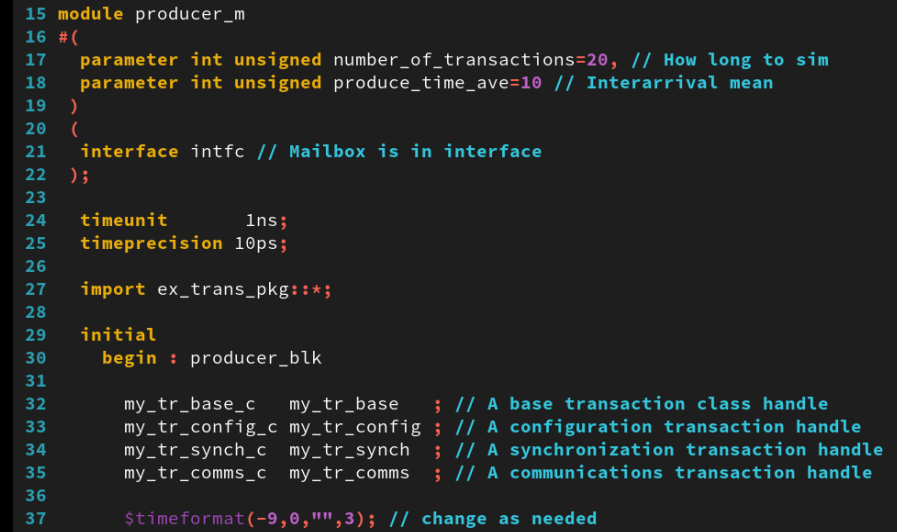 15 module producer_m
16 #(
17   parameter int unsigned number_of_transactions=20, // How long to sim
18   parameter int unsigned produce_time_ave=10 // Interarrival mean
19  )
20  (
21   interface intfc // Mailbox is in interface
22  );
23
24   timeunit       1ns;
25   timeprecision 10ps;
26
27   import ex_trans_pkg::*;
28
29   initial
30     begin : producer_blk
31
32       my_tr_base_c   my_tr_base   ; // A base transaction class handle
33       my_tr_config_c my_tr_config ; // A configuration transaction handle
34       my_tr_synch_c  my_tr_synch  ; // A synchronization transaction handle
35       my_tr_comms_c  my_tr_comms  ; // A communications transaction handle
36
37       $timeformat(-9,0,"",3); // change as needed